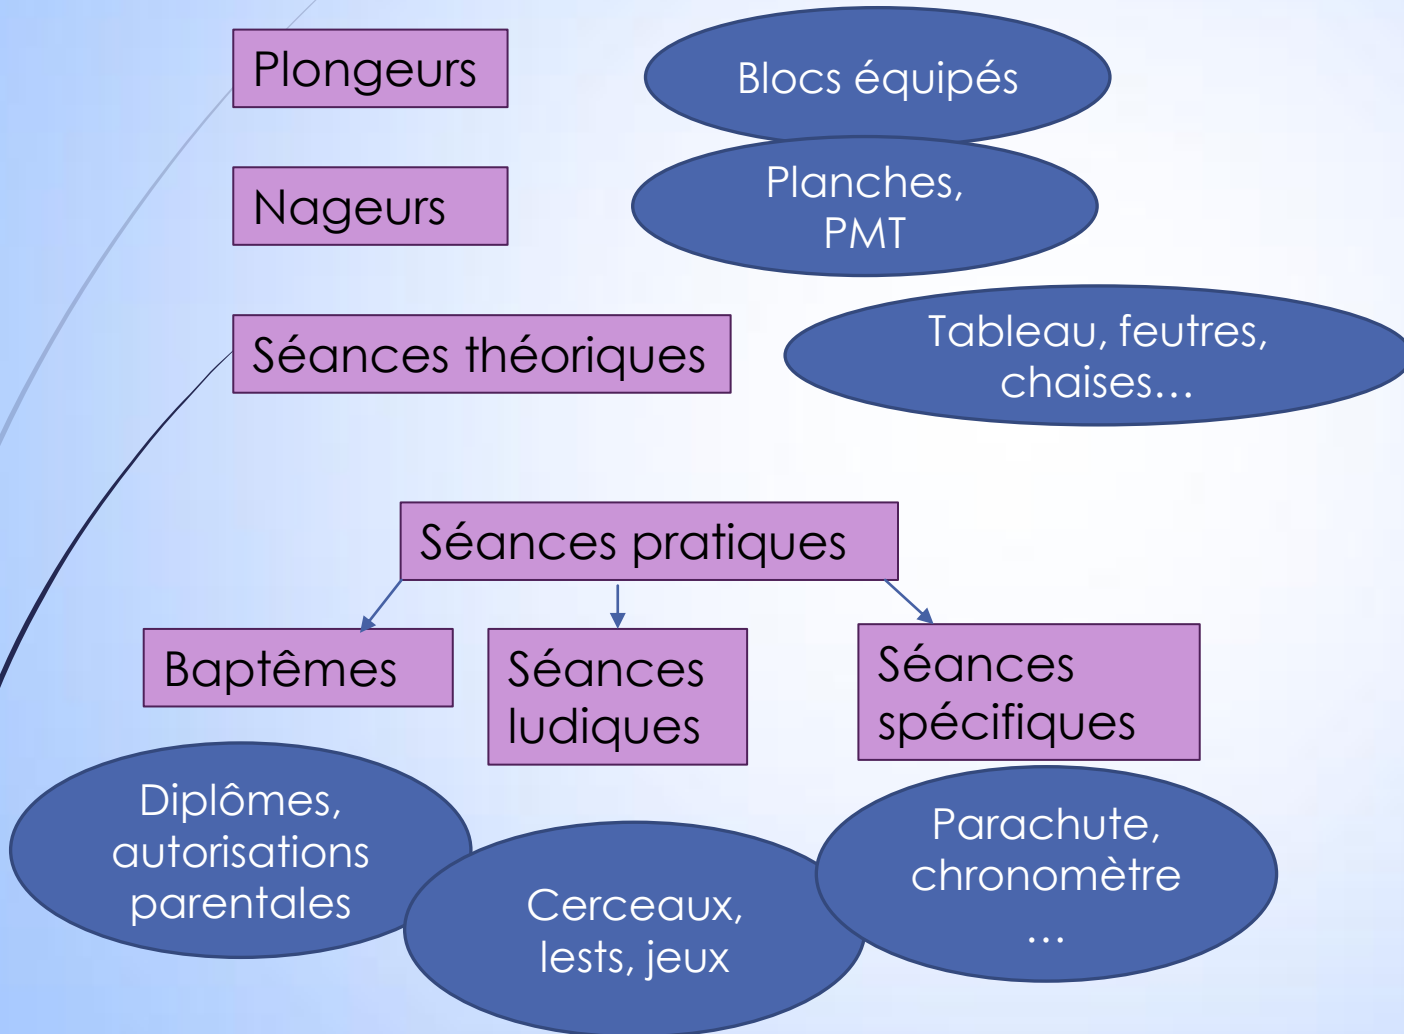 Plongeurs
Blocs équipés
Nageurs
Planches,
PMT
Séances théoriques
Tableau, feutres,
chaises…
Séances pratiques
Baptêmes
Séances
ludiques
Séances
spécifiques
Diplômes,
autorisations
parentales
Cerceaux,
lests, jeux
Parachute,
chronomètre
…